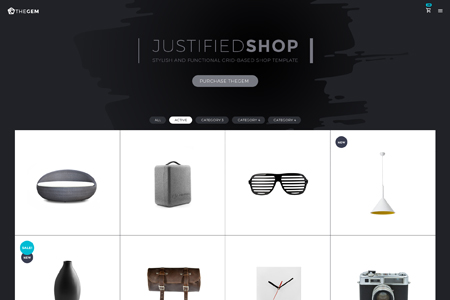 THEGEM
JUSTIFIEDSHOP
STYLISH AND FUNCTIONAL GRID-BASED SHOP TEMPLATE
PURCHASE THEGEM
ALL
ACTIVE
CATEGORY 3
CATEGORY 4
CATEGORY 4
NEW
SALE!
NEW